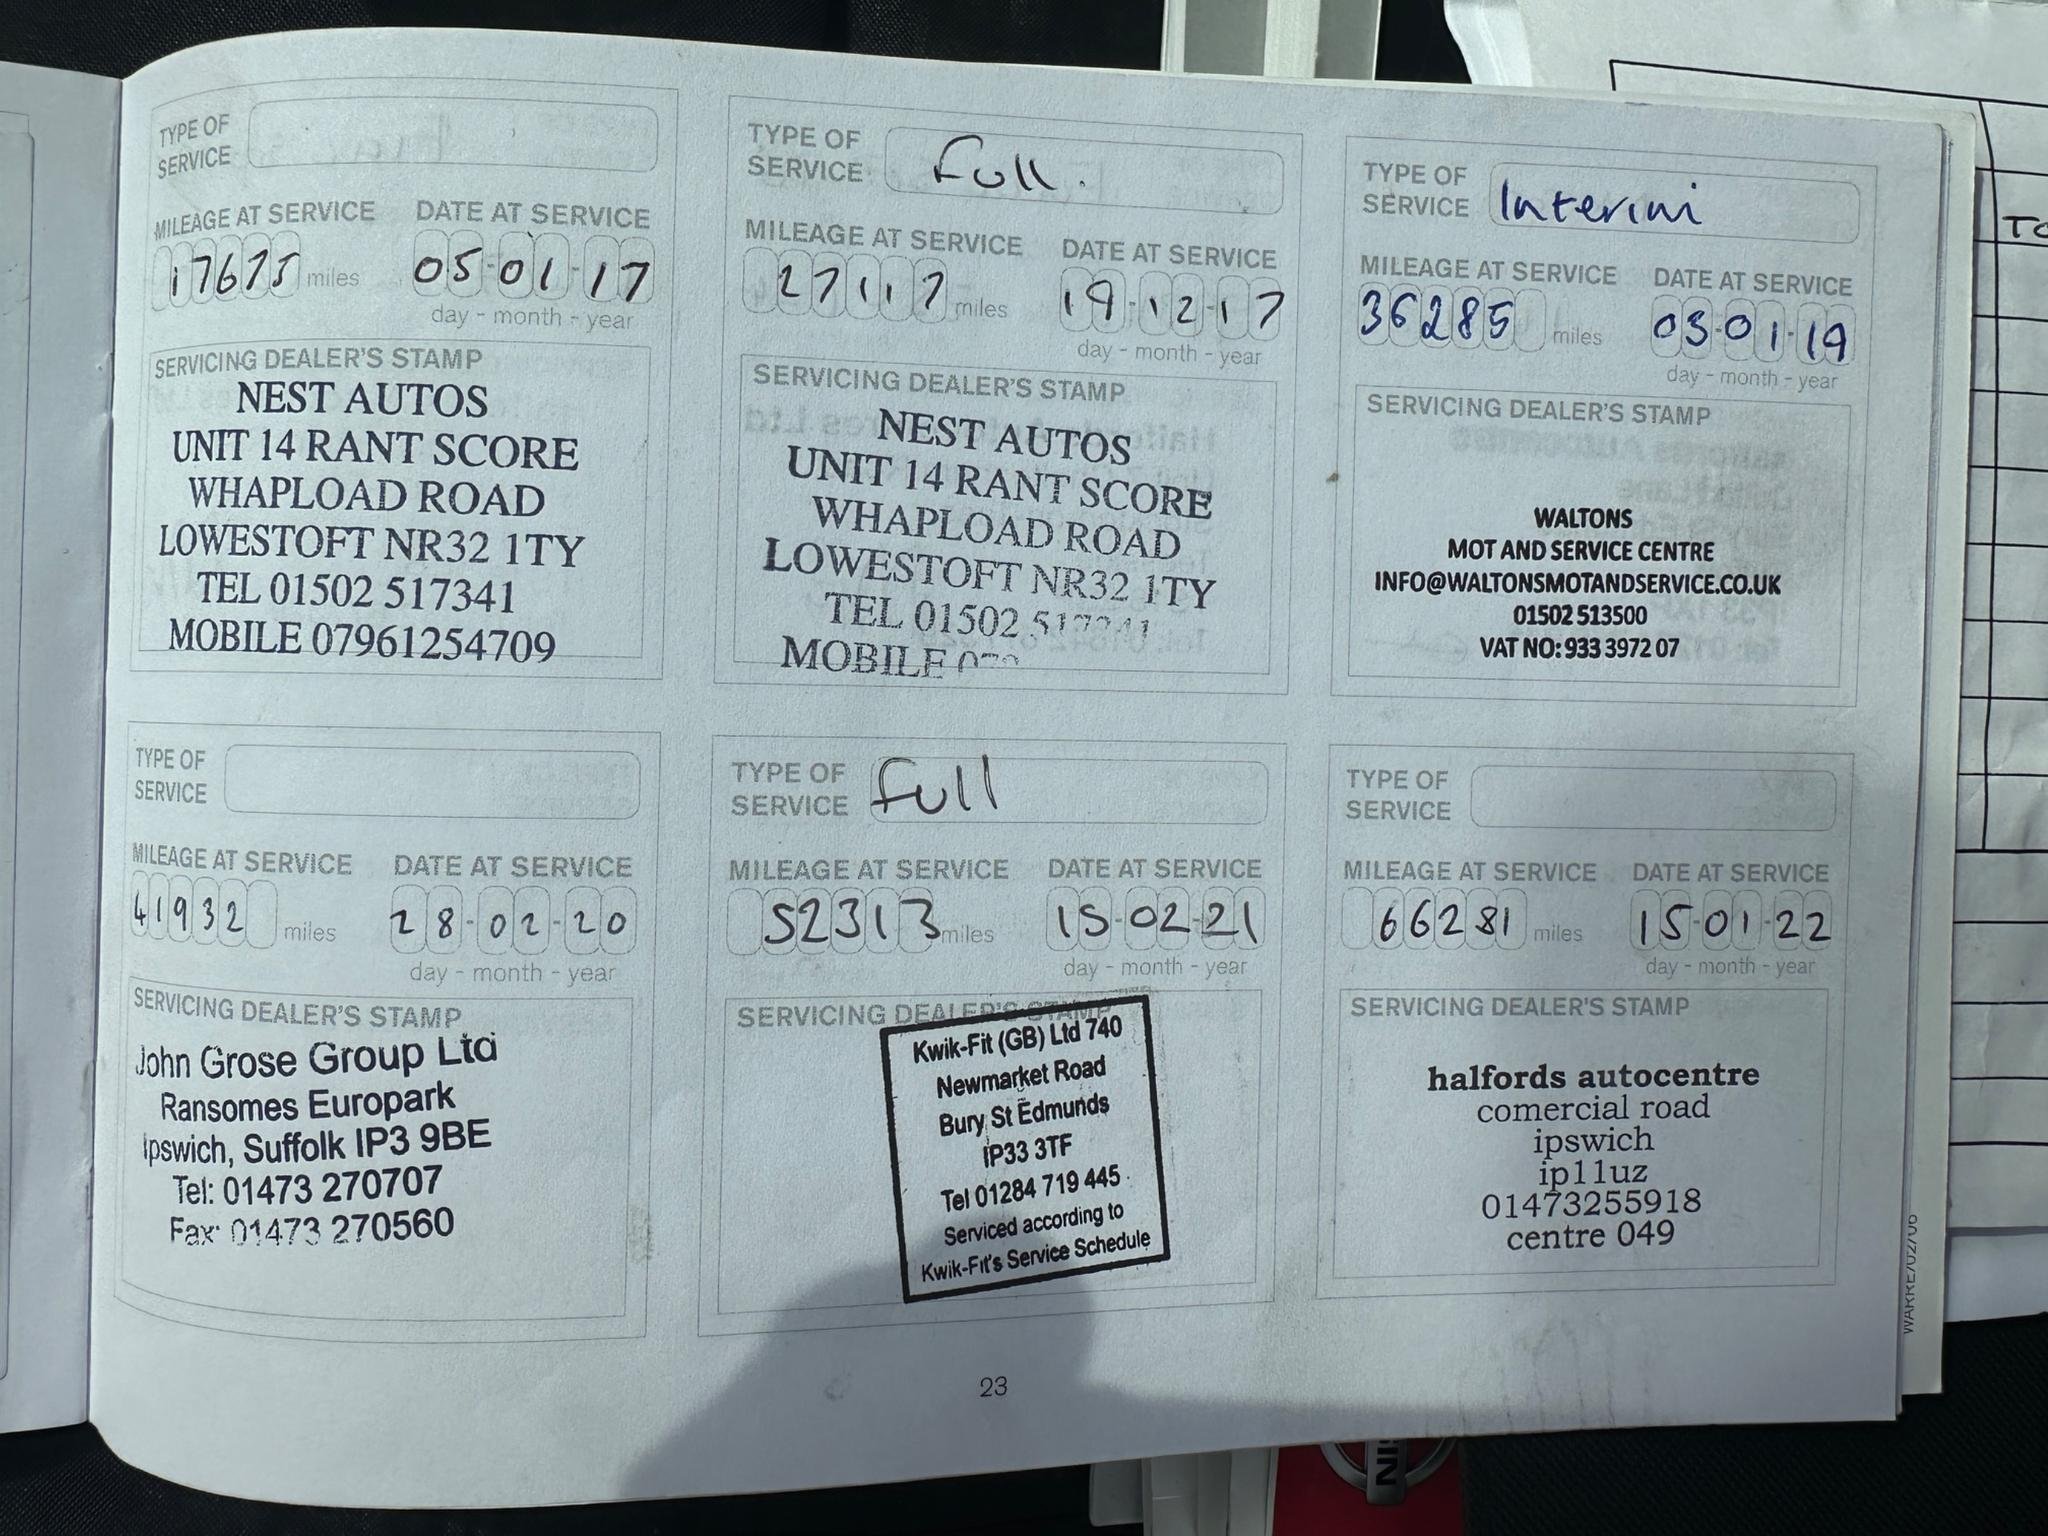 TYPE OF
SERVICE
MILEAGE AT SERVICE DATE AT SERVICE
17675 miles 05-01-17
day - month - year
SERVICING DEALER'S STAMP
NEST AUTOS
UNIT 14 RANT SCORE
WHAPLOAD ROAD
LOWESTOFT NR32 1TY
TEL 01502 517341
MOBILE 07961254709
TYPE OF
SERVICE Full.
MILEAGE AT SERVICE DATE AT SERVICE
27117 miles 19-12-17
day - month - year
SERVICING DEALER'S STAMP
NEST AUTOS
UNIT 14 RANT SCORE
WHAPLOAD ROAD
LOWESTOFT NR32 1TY
TEL 01502 517341
MOBILE
TYPE OF
SERVICE Interim
MILEAGE AT SERVICE DATE AT SERVICE
36285 miles 03-01-19
day - month - year
SERVICING DEALER'S STAMP
WALTONS
MOT AND SERVICE CENTRE
INFO@WALTONSMOTANDSERVICE.CO.UK
01502 513500
VAT NO: 933 3972 07
TYPE OF
SERVICE
MILEAGE AT SERVICE DATE AT SERVICE
41932 miles 28-02-20
day - month - year
SERVICING DEALER'S STAMP
John Grose Group Ltd
Ransomes Europark
Ipswich, Suffolk IP3 9BE
Tel: 01473 270707
Fax: 01473 270560
TYPE OF
SERVICE Full
MILEAGE AT SERVICE DATE AT SERVICE
52313 miles 15-02-21
day - month - year
SERVICING DEALER'S STAMP
Kwik-Fit (GB) Ltd 740
Newmarket Road
Bury St Edmunds
IP33 3TF
Tel 01284 719 445
Serviced according to
Kwik-Fit's Service Schedule
TYPE OF
SERVICE
MILEAGE AT SERVICE DATE AT SERVICE
66281 miles 15-01-22
day - month - year
SERVICING DEALER'S STAMP
halfords autocentre
comercial road
ipswich
ip11uz
01473255918
centre 049
23